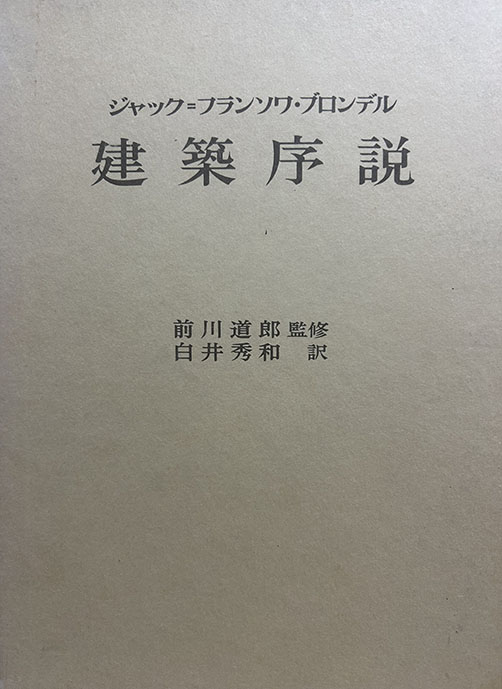 ジャック=フランソワ・ブロンデル
建築序説
前川道郎 監修
白井秀和 訳